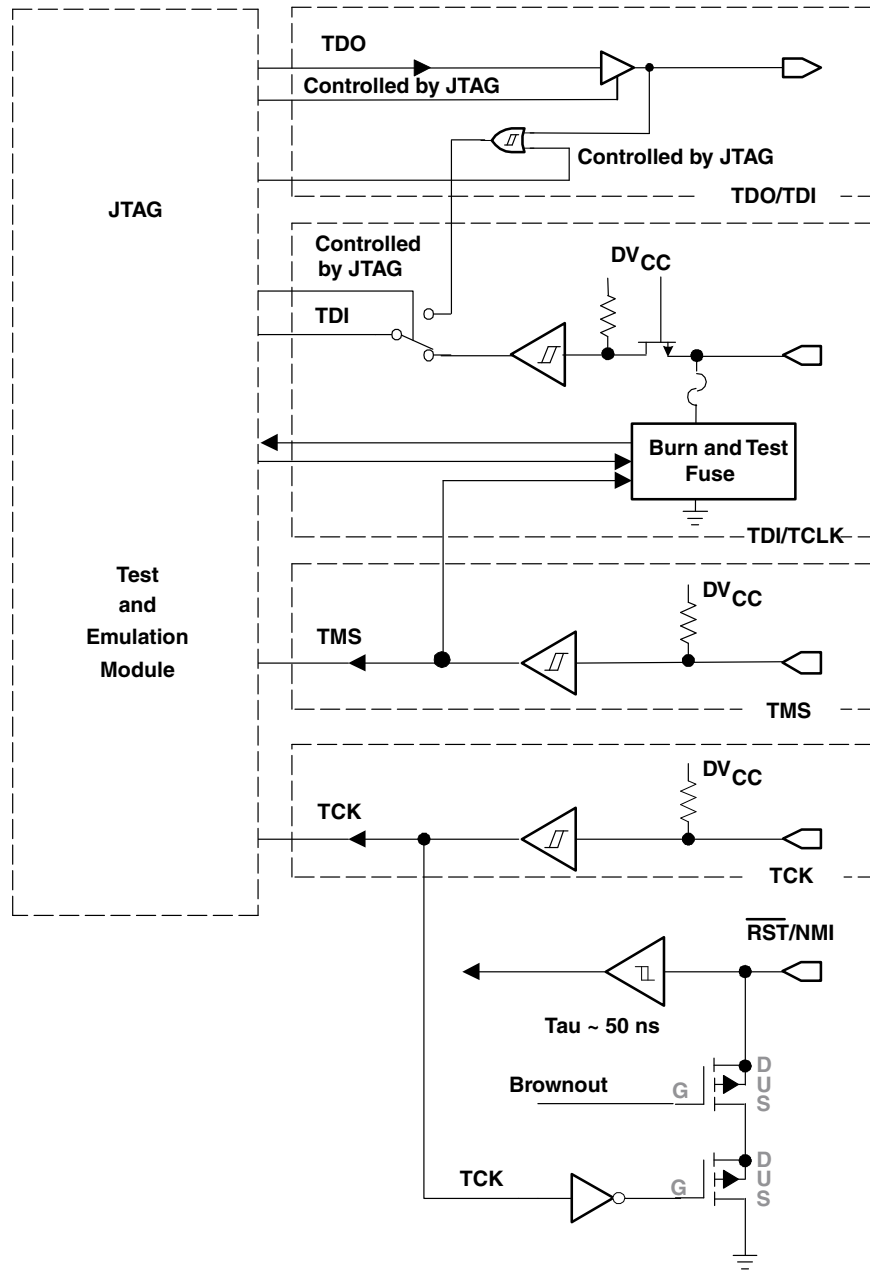 TDO
Controlled by JTAG
Controlled by JTAG
TDO/TDI
JTAG
Controlled
by JTAG
TDI
DVCC
Burn and Test
Fuse
TDI/TCLK
Test
and
Emulation
Module
TMS
DVCC
TMS
TCK
DVCC
TCK
RST/NMI
Tau ~ 50 ns
Brownout
G
D
U
S
TCK
G
D
U
S